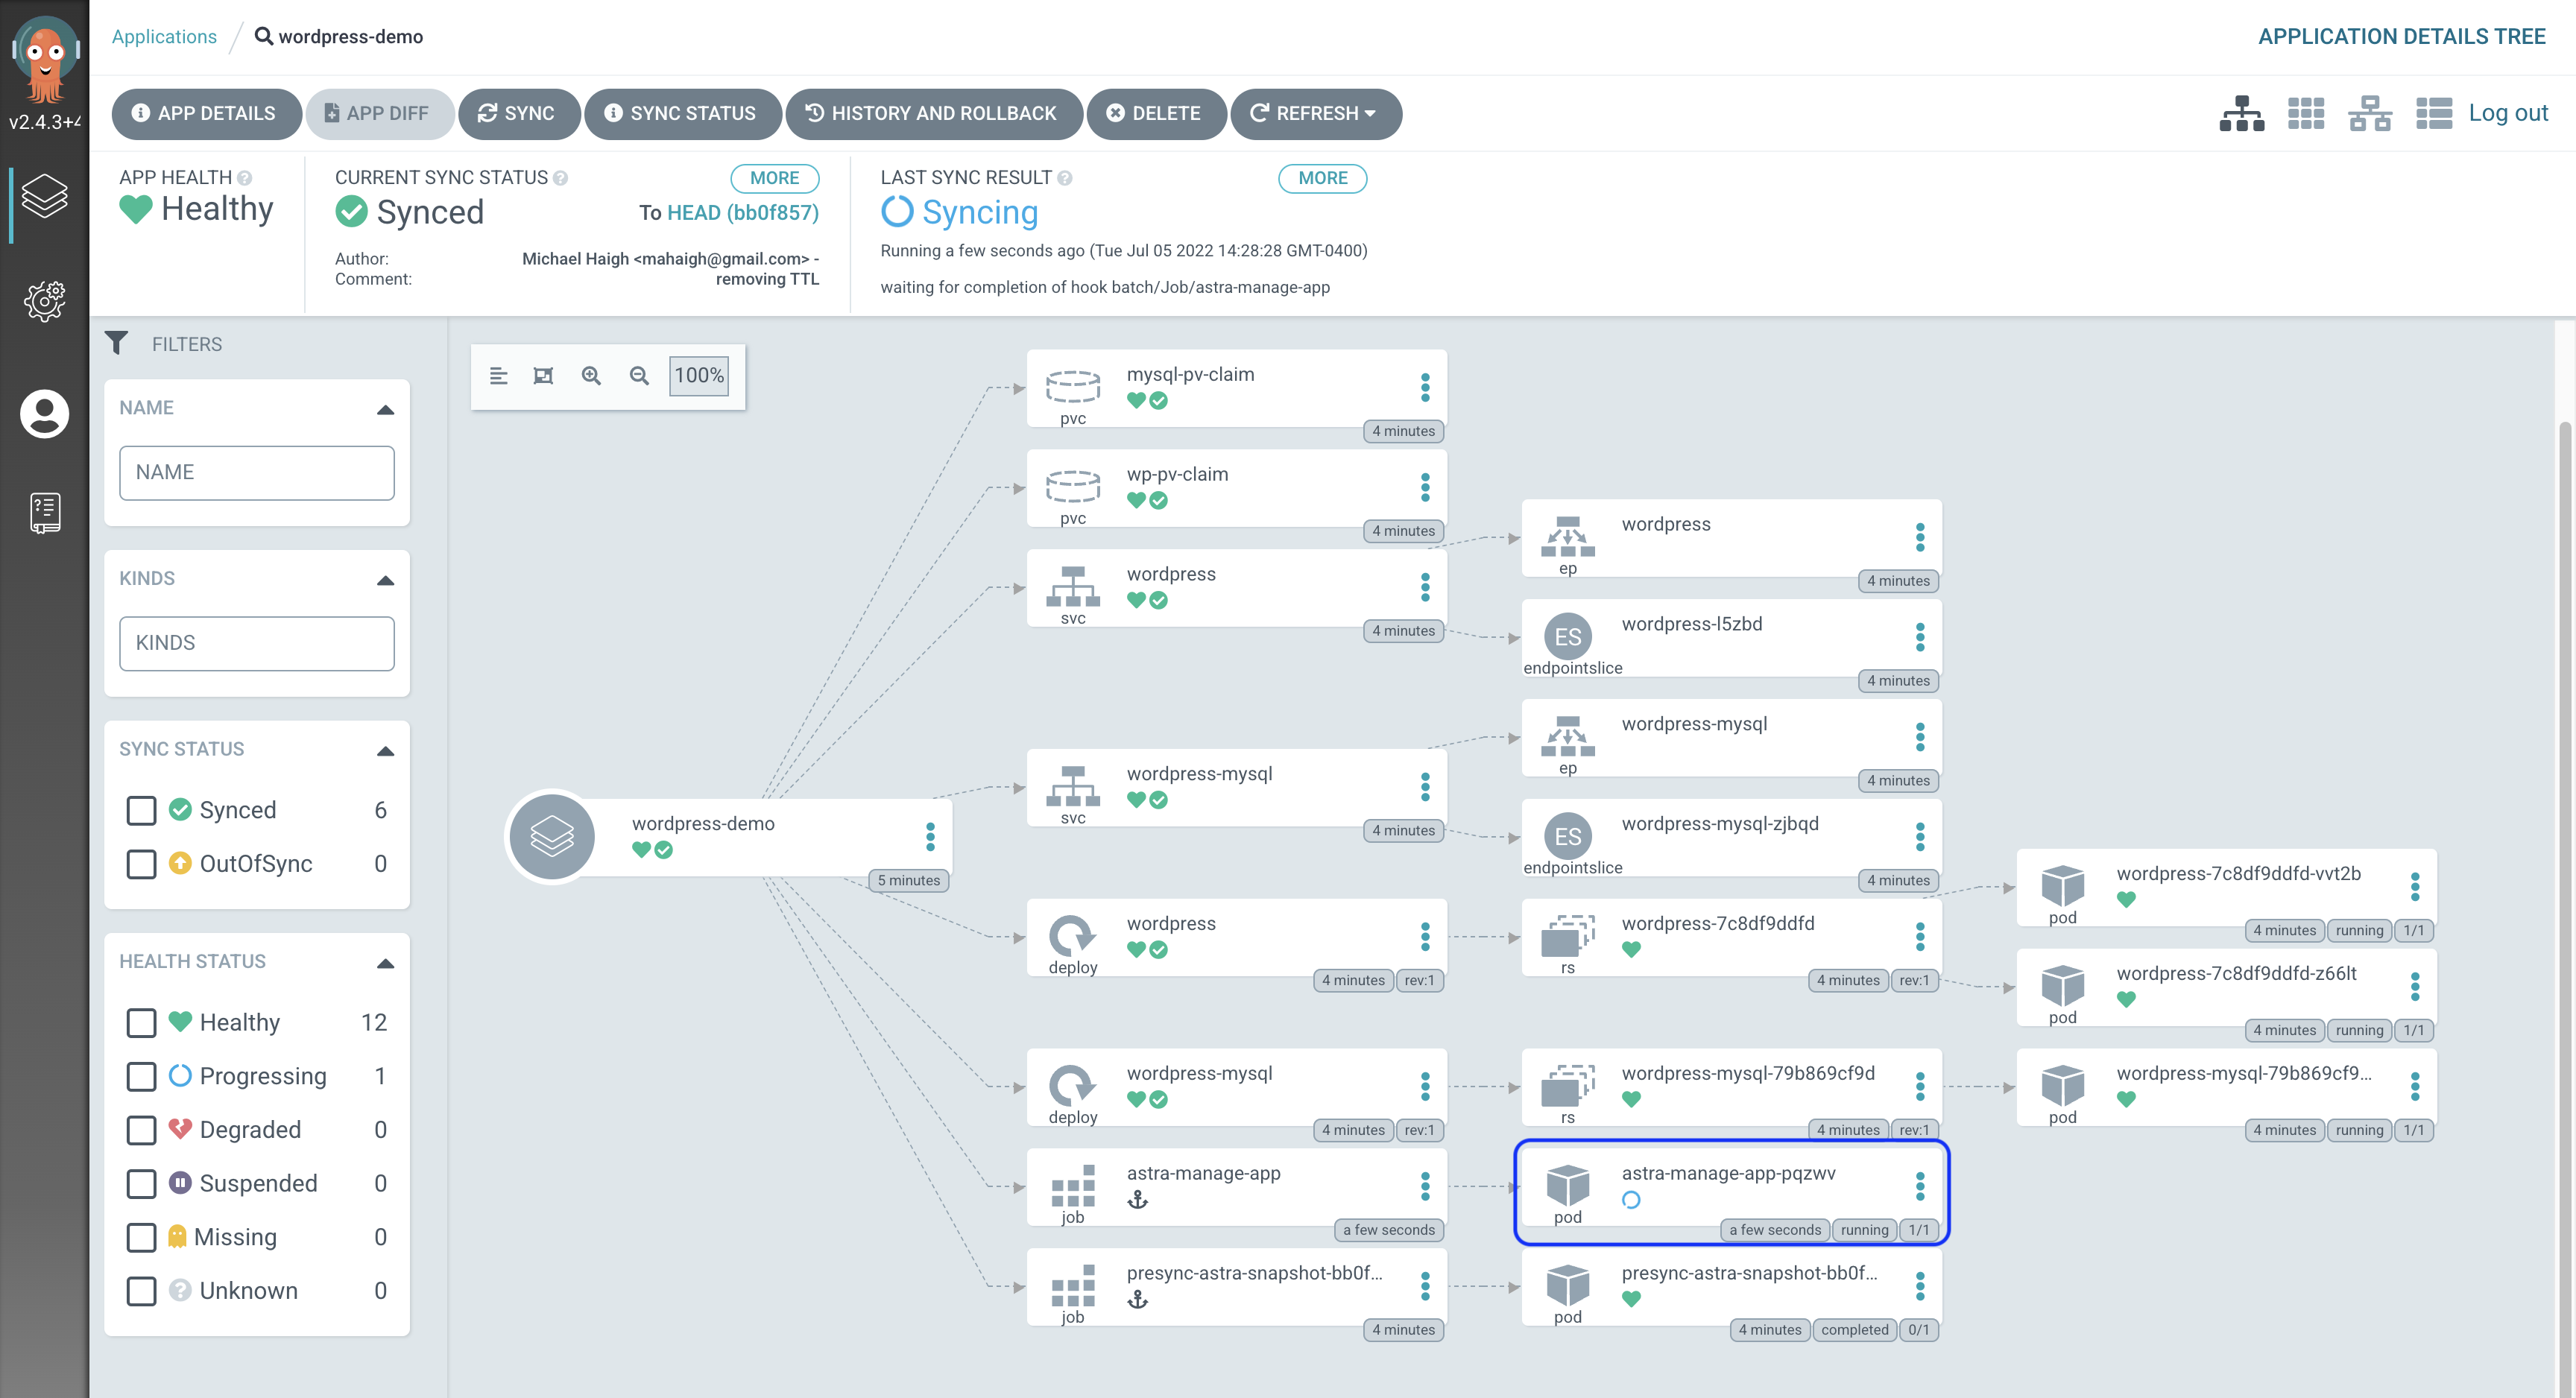 Applications / wordpress-demo
APPLICATION DETAILS TREE
v2.4.3+4
APP DETAILS
APP DIFF
SYNC
SYNC STATUS
HISTORY AND ROLLBACK
DELETE
REFRESH
Log out
APP HEALTH
Healthy
CURRENT SYNC STATUS
MORE
Synced
To HEAD (bb0f857)
Author:
Michael Haigh <mahaigh@gmail.com> -
Comment:
removing TTL
LAST SYNC RESULT
MORE
Syncing
Running a few seconds ago (Tue Jul 05 2022 14:28:28 GMT-0400)
waiting for completion of hook batch/Job/astra-manage-app
FILTERS
NAME
NAME
KINDS
KINDS
SYNC STATUS
Synced 6
OutOfSync 0
HEALTH STATUS
Healthy 12
Progressing 1
Degraded 0
Suspended 0
Missing 0
Unknown 0
100%
wordpress-demo
5 minutes
mysql-pv-claim
pvc
4 minutes
wp-pv-claim
pvc
4 minutes
wordpress
svc
4 minutes
wordpress-mysql
svc
4 minutes
wordpress
deploy
4 minutes rev:1
wordpress-mysql
deploy
4 minutes rev:1
astra-manage-app
job
a few seconds
presync-astra-snapshot-bb0f...
job
4 minutes
wordpress
ep
4 minutes
ES
wordpress-l5zbd
endpointslice
4 minutes
wordpress-mysql
ep
4 minutes
ES
wordpress-mysql-zjbqd
endpointslice
4 minutes
wordpress-7c8df9ddfd
rs
4 minutes rev:1
wordpress-mysql-79b869cf9d
rs
4 minutes rev:1
astra-manage-app-pqzwv
pod
a few seconds running 1/1
presync-astra-snapshot-bb0f...
pod
4 minutes completed 0/1
wordpress-7c8df9ddfd-vvt2b
pod
4 minutes running 1/1
wordpress-7c8df9ddfd-z66lt
pod
4 minutes running 1/1
wordpress-mysql-79b869cf9...
pod
4 minutes running 1/1